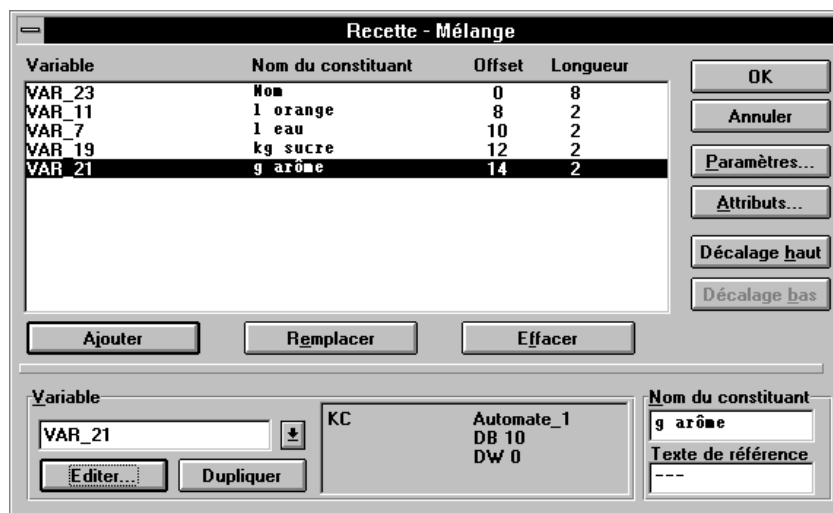 Recette - Mélange
Variable Nom du constituant Offset Longueur
VAR_23 Nom 0 8
VAR_11 l orange 8 2
VAR_7 l eau 10 2
VAR_19 kg sucre 12 2
VAR_21 g arôme 14 2
OK
Annuler
Paramètres...
Attributs...
Décalage haut
Décalage bas
Ajouter Remplacer Effacer
Variable
VAR_21
Editer... Dupliquer
KC Automate_1
DB 10
DW 0
Nom du constituant
g arôme
Texte de référence
---